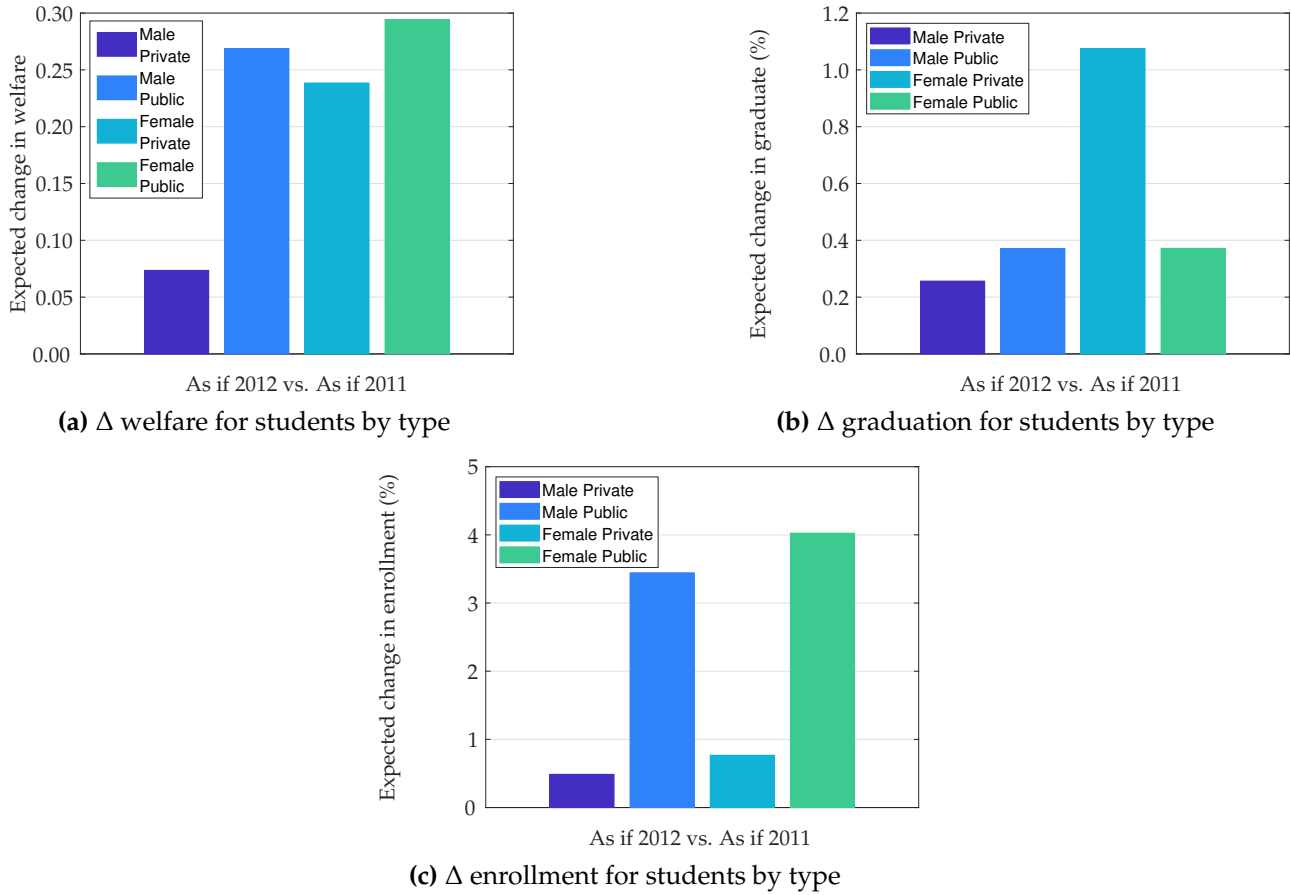 Expected change in welfare
0.30
0.25
0.20
0.15
0.10
0.05
0.00
Male
Private
Male
Public
Female
Private
Female
Public
As if 2012 vs. As if 2011
(a) Δ welfare for students by type
Expected change in graduate (%)
1.2
1.0
0.8
0.6
0.4
0.2
0.0
Male Private
Male Public
Female Private
Female Public
As if 2012 vs. As if 2011
(b) Δ graduation for students by type
Expected change in enrollment (%)
5
4
3
2
1
0
Male Private
Male Public
Female Private
Female Public
As if 2012 vs. As if 2011
(c) Δ enrollment for students by type